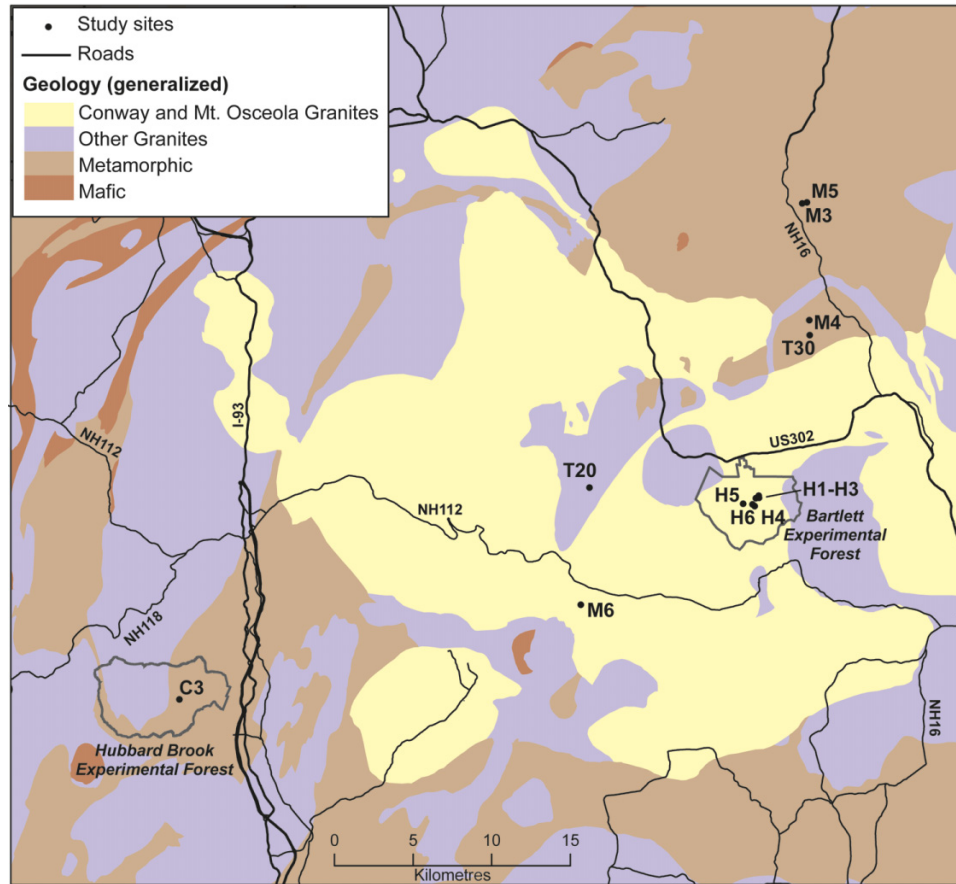 Study sites
Roads
Geology (generalized)
Conway and Mt. Osceola Granites
Other Granites
Metamorphic
Mafic
M5
M3
NH16
M4
T30
I-93
NH112
US302
T20
H5
H1-H3
H6
H4
Bartlett
Experimental
Forest
NH112
M6
NH118
C3
NH16
Hubbard Brook
Experimental Forest
0 5 10 15
Kilometres